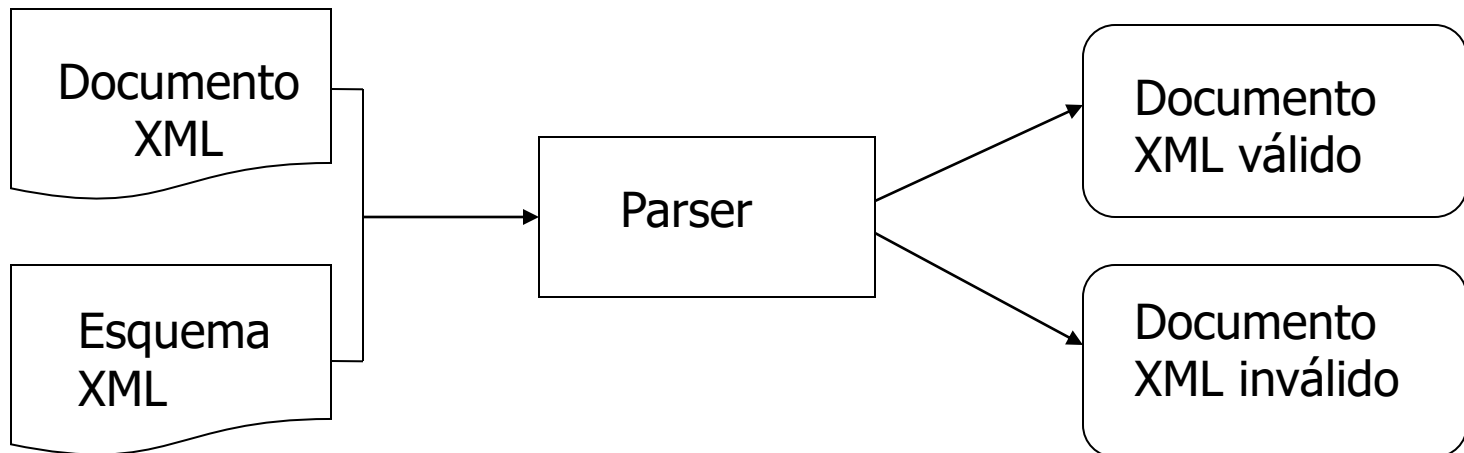 Documento
XML
Esquema
XML
Parser
Documento
XML válido
Documento
XML inválido